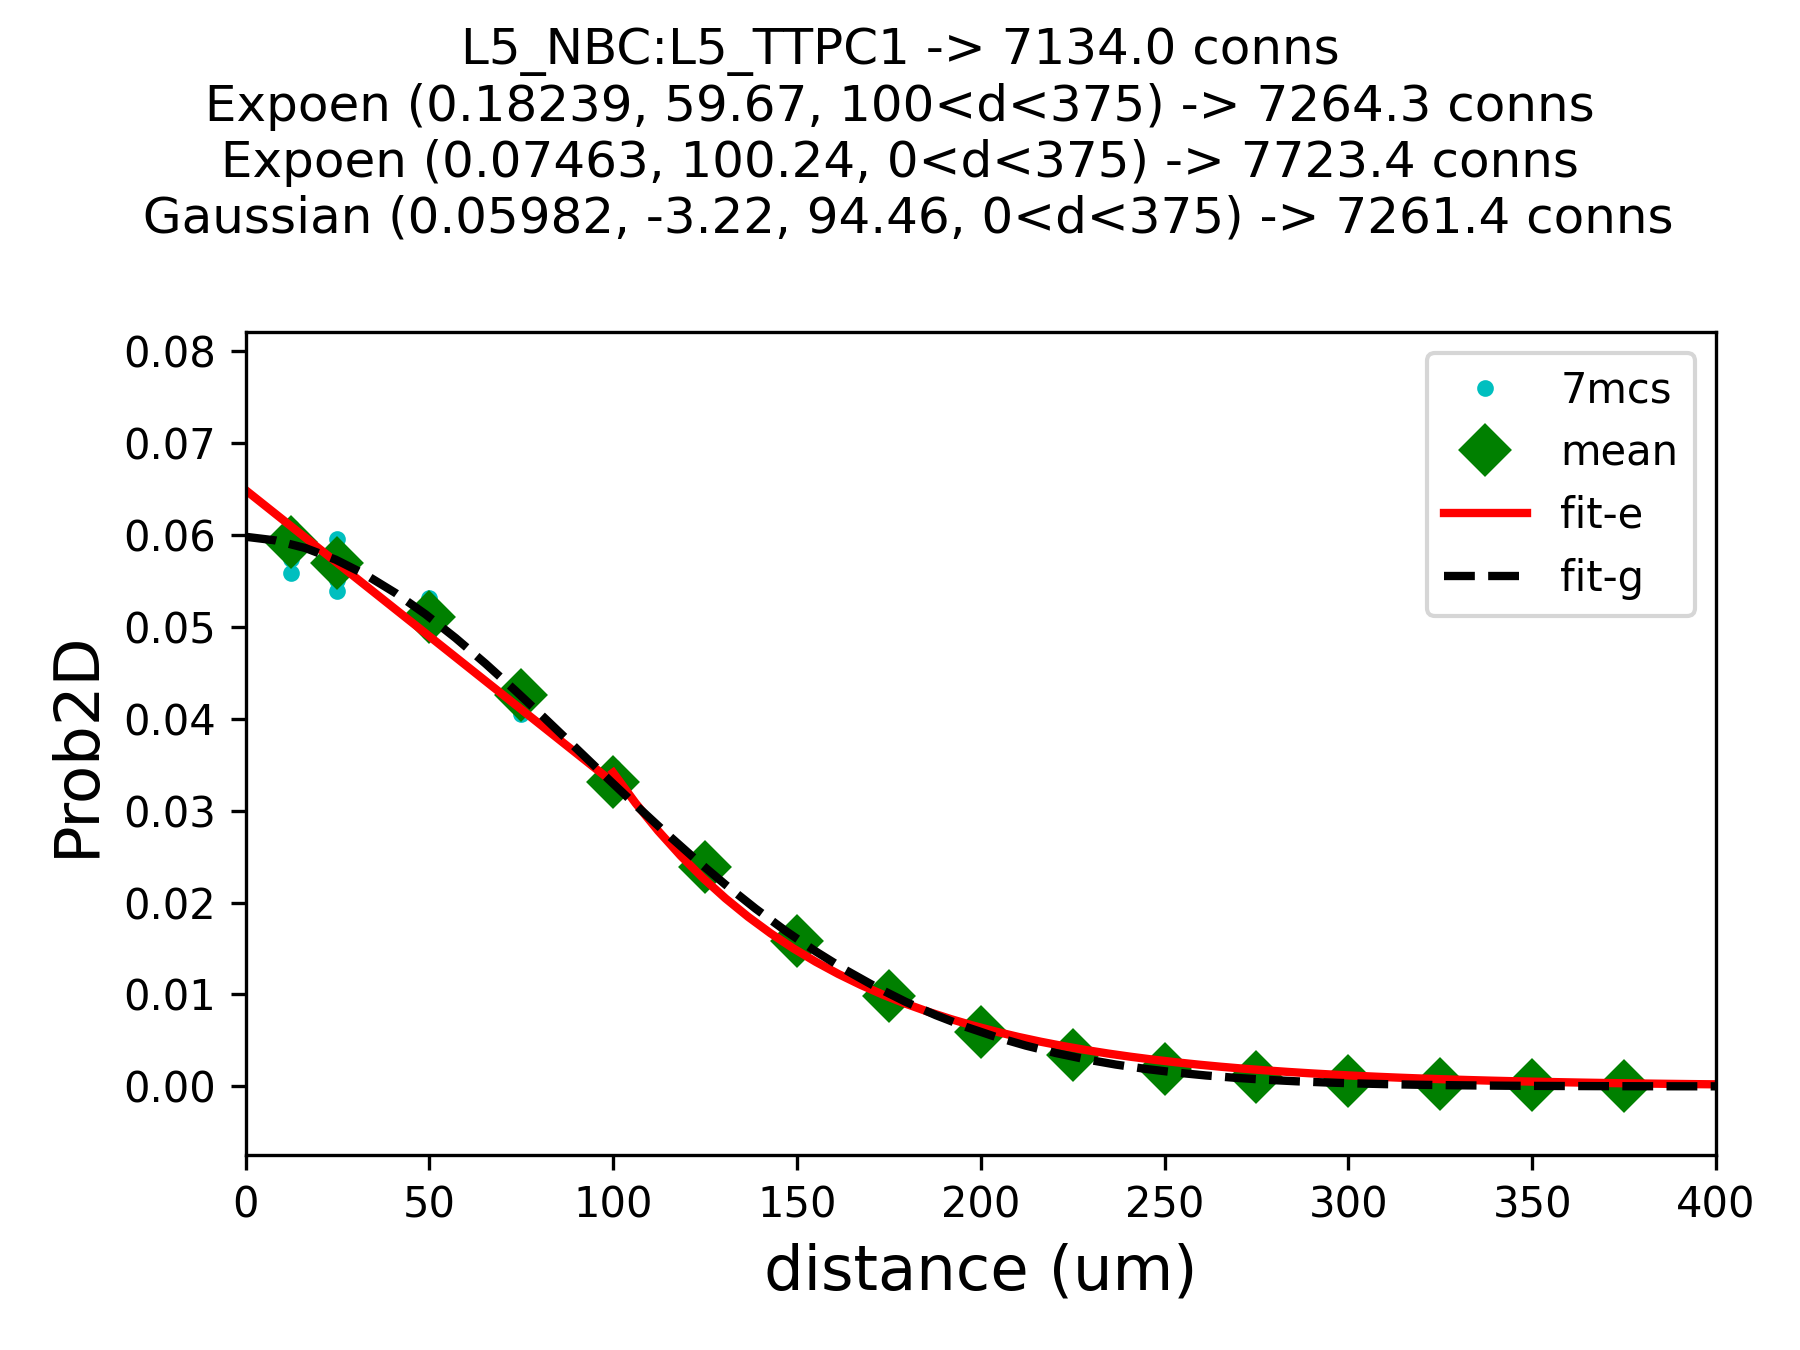 L5_NBC:L5_TTPC1 -> 7134.0 conns
Expoen (0.18239, 59.67, 100<d<375) -> 7264.3 conns
Expoen (0.07463, 100.24, 0<d<375) -> 7723.4 conns
Gaussian (0.05982, -3.22, 94.46, 0<d<375) -> 7261.4 conns
0.08
0.07
0.06
0.05
0.04
0.03
0.02
0.01
0.00
Prob2D
7mcs
mean
fit-e
fit-g
0 50 100 150 200 250 300 350 400
distance (um)